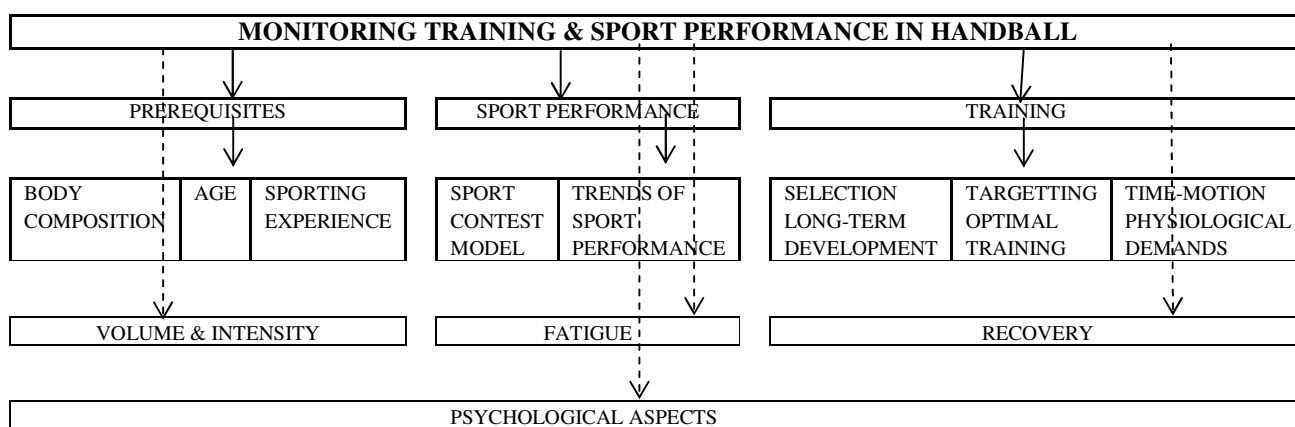 MONITORING TRAINING & SPORT PERFORMANCE IN HANDBALL
PREREQUISITES
SPORT PERFORMANCE
TRAINING
BODY
COMPOSITION
AGE
SPORTING
EXPERIENCE
SPORT
CONTEST
MODEL
TRENDS OF
SPORT
PERFORMANCE
SELECTION
LONG-TERM
DEVELOPMENT
TARGETTING
OPTIMAL
TRAINING
TIME-MOTION
PHYSIOLOGICAL
DEMANDS
VOLUME & INTENSITY
FATIGUE
RECOVERY
PSYCHOLOGICAL ASPECTS